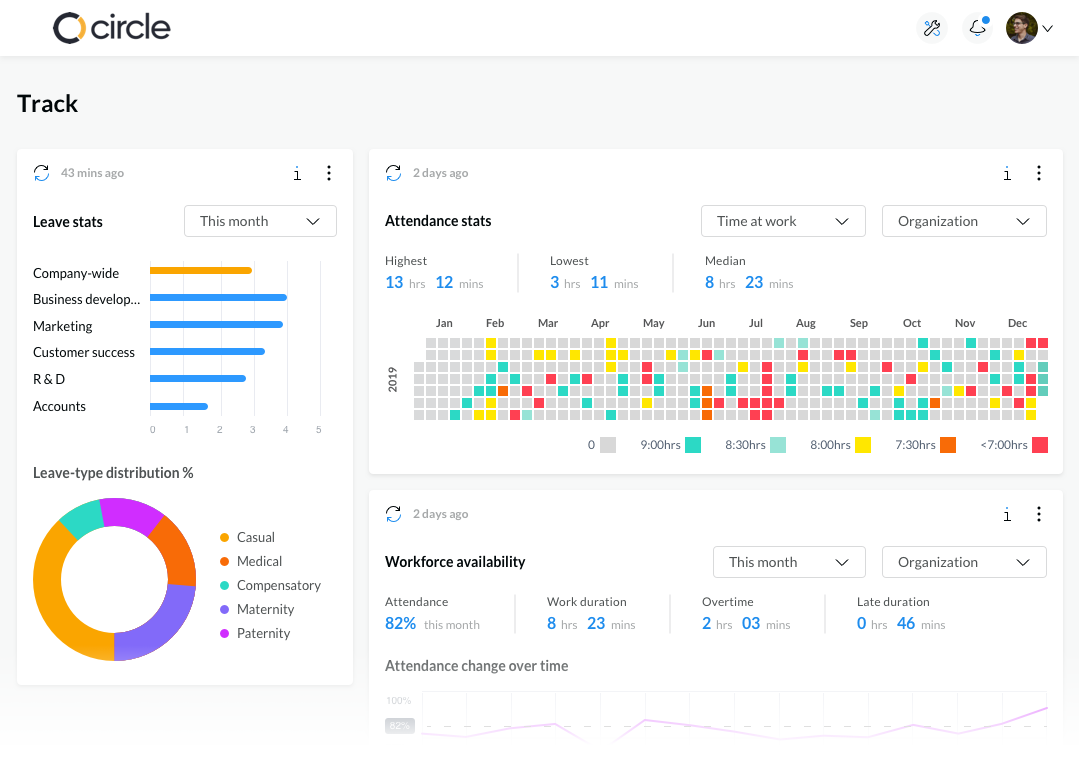 circle
Track
43 mins ago
i
Leave stats
This month
Company-wide
Business develop...
Marketing
Customer success
R & D
Accounts
0 1 2 3 4 5
Leave-type distribution %
Casual
Medical
Compensatory
Maternity
Paternity
2 days ago
i
Attendance stats
Time at work
Organization
Highest
13 hrs 12 mins
Lowest
3 hrs 11 mins
Median
8 hrs 23 mins
Jan Feb Mar Apr May Jun Jul Aug Sep Oct Nov Dec
2019
0 9:00hrs 8:30hrs 8:00hrs 7:30hrs <7:00hrs
2 days ago
i
Workforce availability
This month
Organization
Attendance
82% this month
Work duration
8 hrs 23 mins
Overtime
2 hrs 03 mins
Late duration
0 hrs 46 mins
Attendance change over time
100%
82%